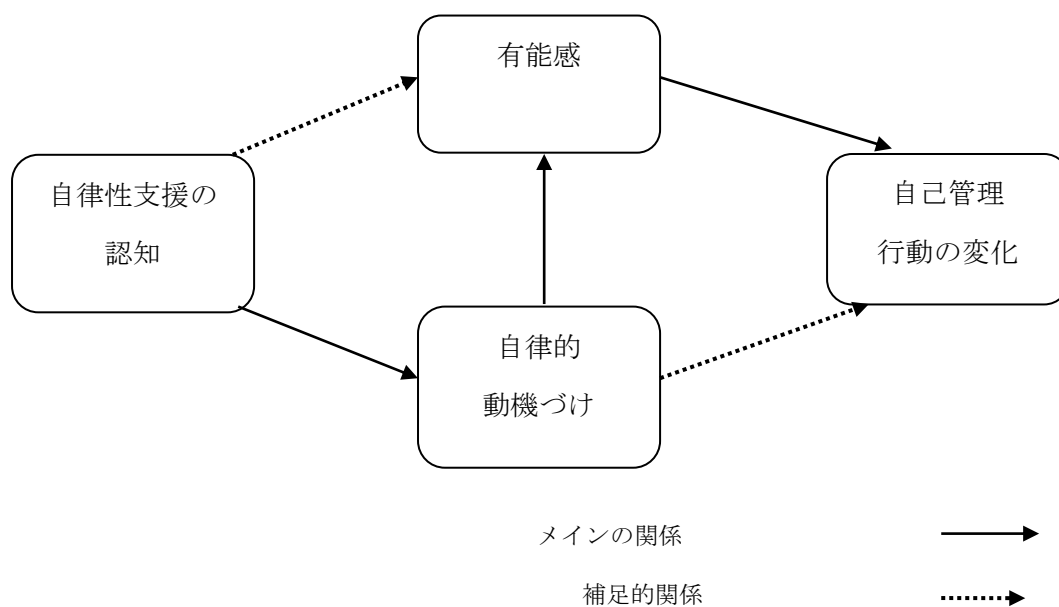 有能感
自律性支援の
認知
自己管理
行動の変化
自律的
動機づけ
メインの関係
補足的関係